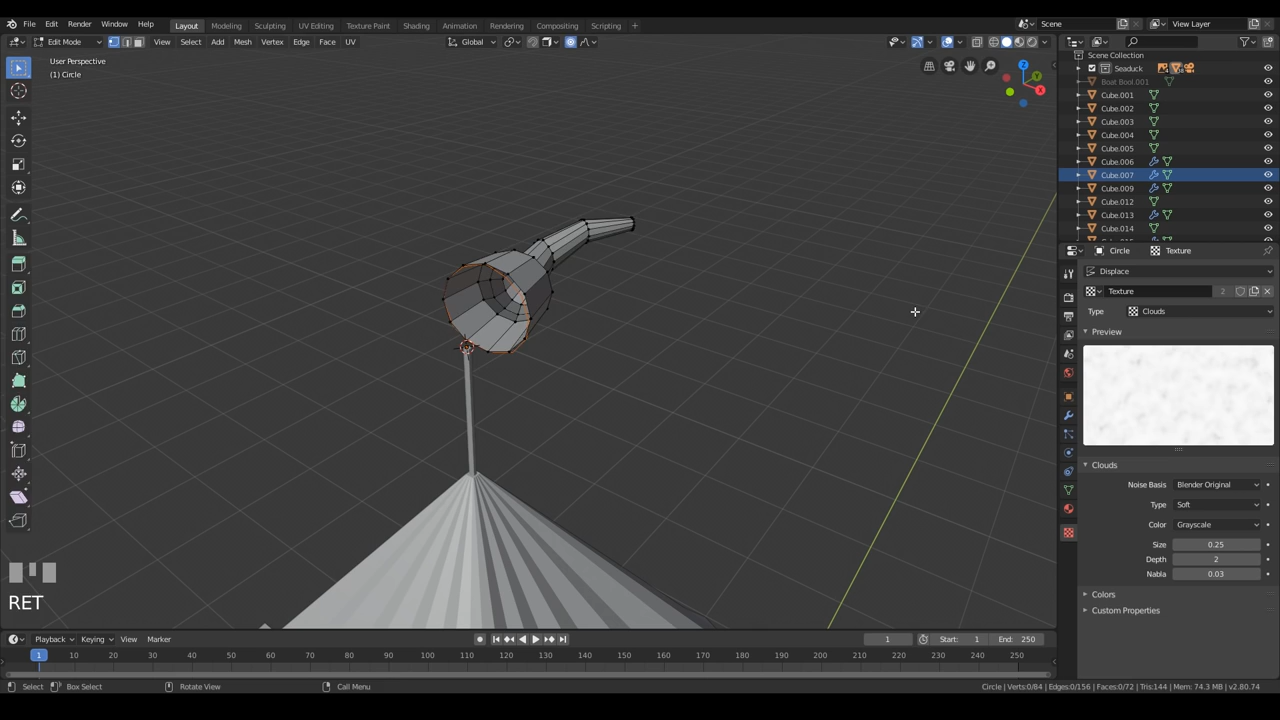 File Edit Render Window Help Layout Modeling Sculpting UV Editing Texture Paint Shading Animation Rendering Compositing Scripting + Scene View Layer
Edit Mode View Select Add Mesh Vertex Edge Face UV Global
User Perspective
(1) Circle
Z
Y
X
Scene Collection
Seaduck
Boat Bool.001
Cube.001
Cube.002
Cube.003
Cube.004
Cube.005
Cube.006
Cube.007
Cube.009
Cube.012
Cube.013
Cube.014
Circle Texture
Displace
Texture 2
Type Clouds
Preview
Clouds
Noise Basis Blender Original
Type Soft
Color Grayscale
Size 0.25
Depth 2
Nabla 0.03
Colors
Custom Properties
RET
Playback Keying View Marker 1 Start: 1 End: 250
1 10 20 30 40 50 60 70 80 90 100 110 120 130 140 150 160 170 180 190 200 210 220 230 240 250
Select Box Select Rotate View Call Menu Circle | Verts:0/84 | Edges:0/156 | Faces:0/72 | Tris:144 | Mem: 74.3 MB | v2.80.74